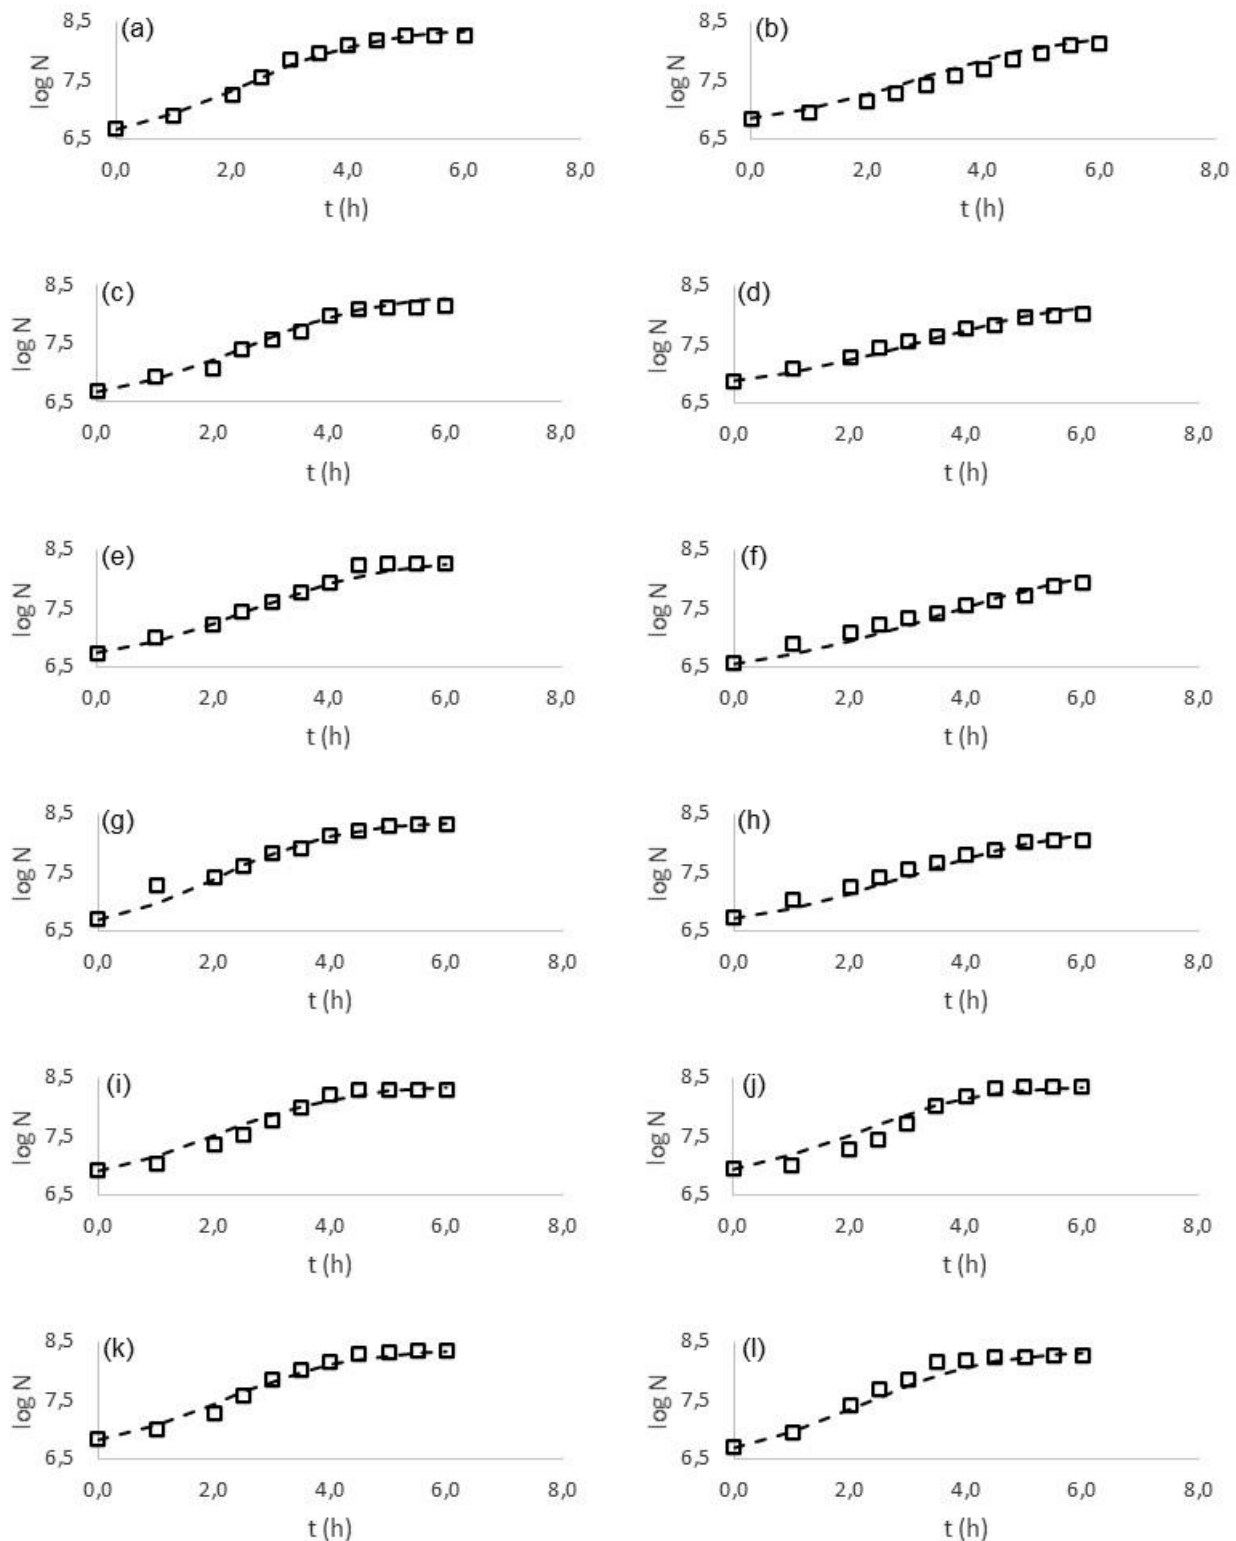 8,5 (a)
log N
7,5
6,5
0,0 2,0 4,0 6,0 8,0
t (h)
8,5 (b)
log N
7,5
6,5
0,0 2,0 4,0 6,0 8,0
t (h)
8,5 (c)
log N
7,5
6,5
0,0 2,0 4,0 6,0 8,0
t (h)
8,5 (d)
log N
7,5
6,5
0,0 2,0 4,0 6,0 8,0
t (h)
8,5 (e)
log N
7,5
6,5
0,0 2,0 4,0 6,0 8,0
t (h)
8,5 (f)
log N
7,5
6,5
0,0 2,0 4,0 6,0 8,0
t (h)
8,5 (g)
log N
7,5
6,5
0,0 2,0 4,0 6,0 8,0
t (h)
8,5 (h)
log N
7,5
6,5
0,0 2,0 4,0 6,0 8,0
t (h)
8,5 (i)
log N
7,5
6,5
0,0 2,0 4,0 6,0 8,0
t (h)
8,5 (j)
log N
7,5
6,5
0,0 2,0 4,0 6,0 8,0
t (h)
8,5 (k)
log N
7,5
6,5
0,0 2,0 4,0 6,0 8,0
t (h)
8,5 (l)
log N
7,5
6,5
0,0 2,0 4,0 6,0 8,0
t (h)